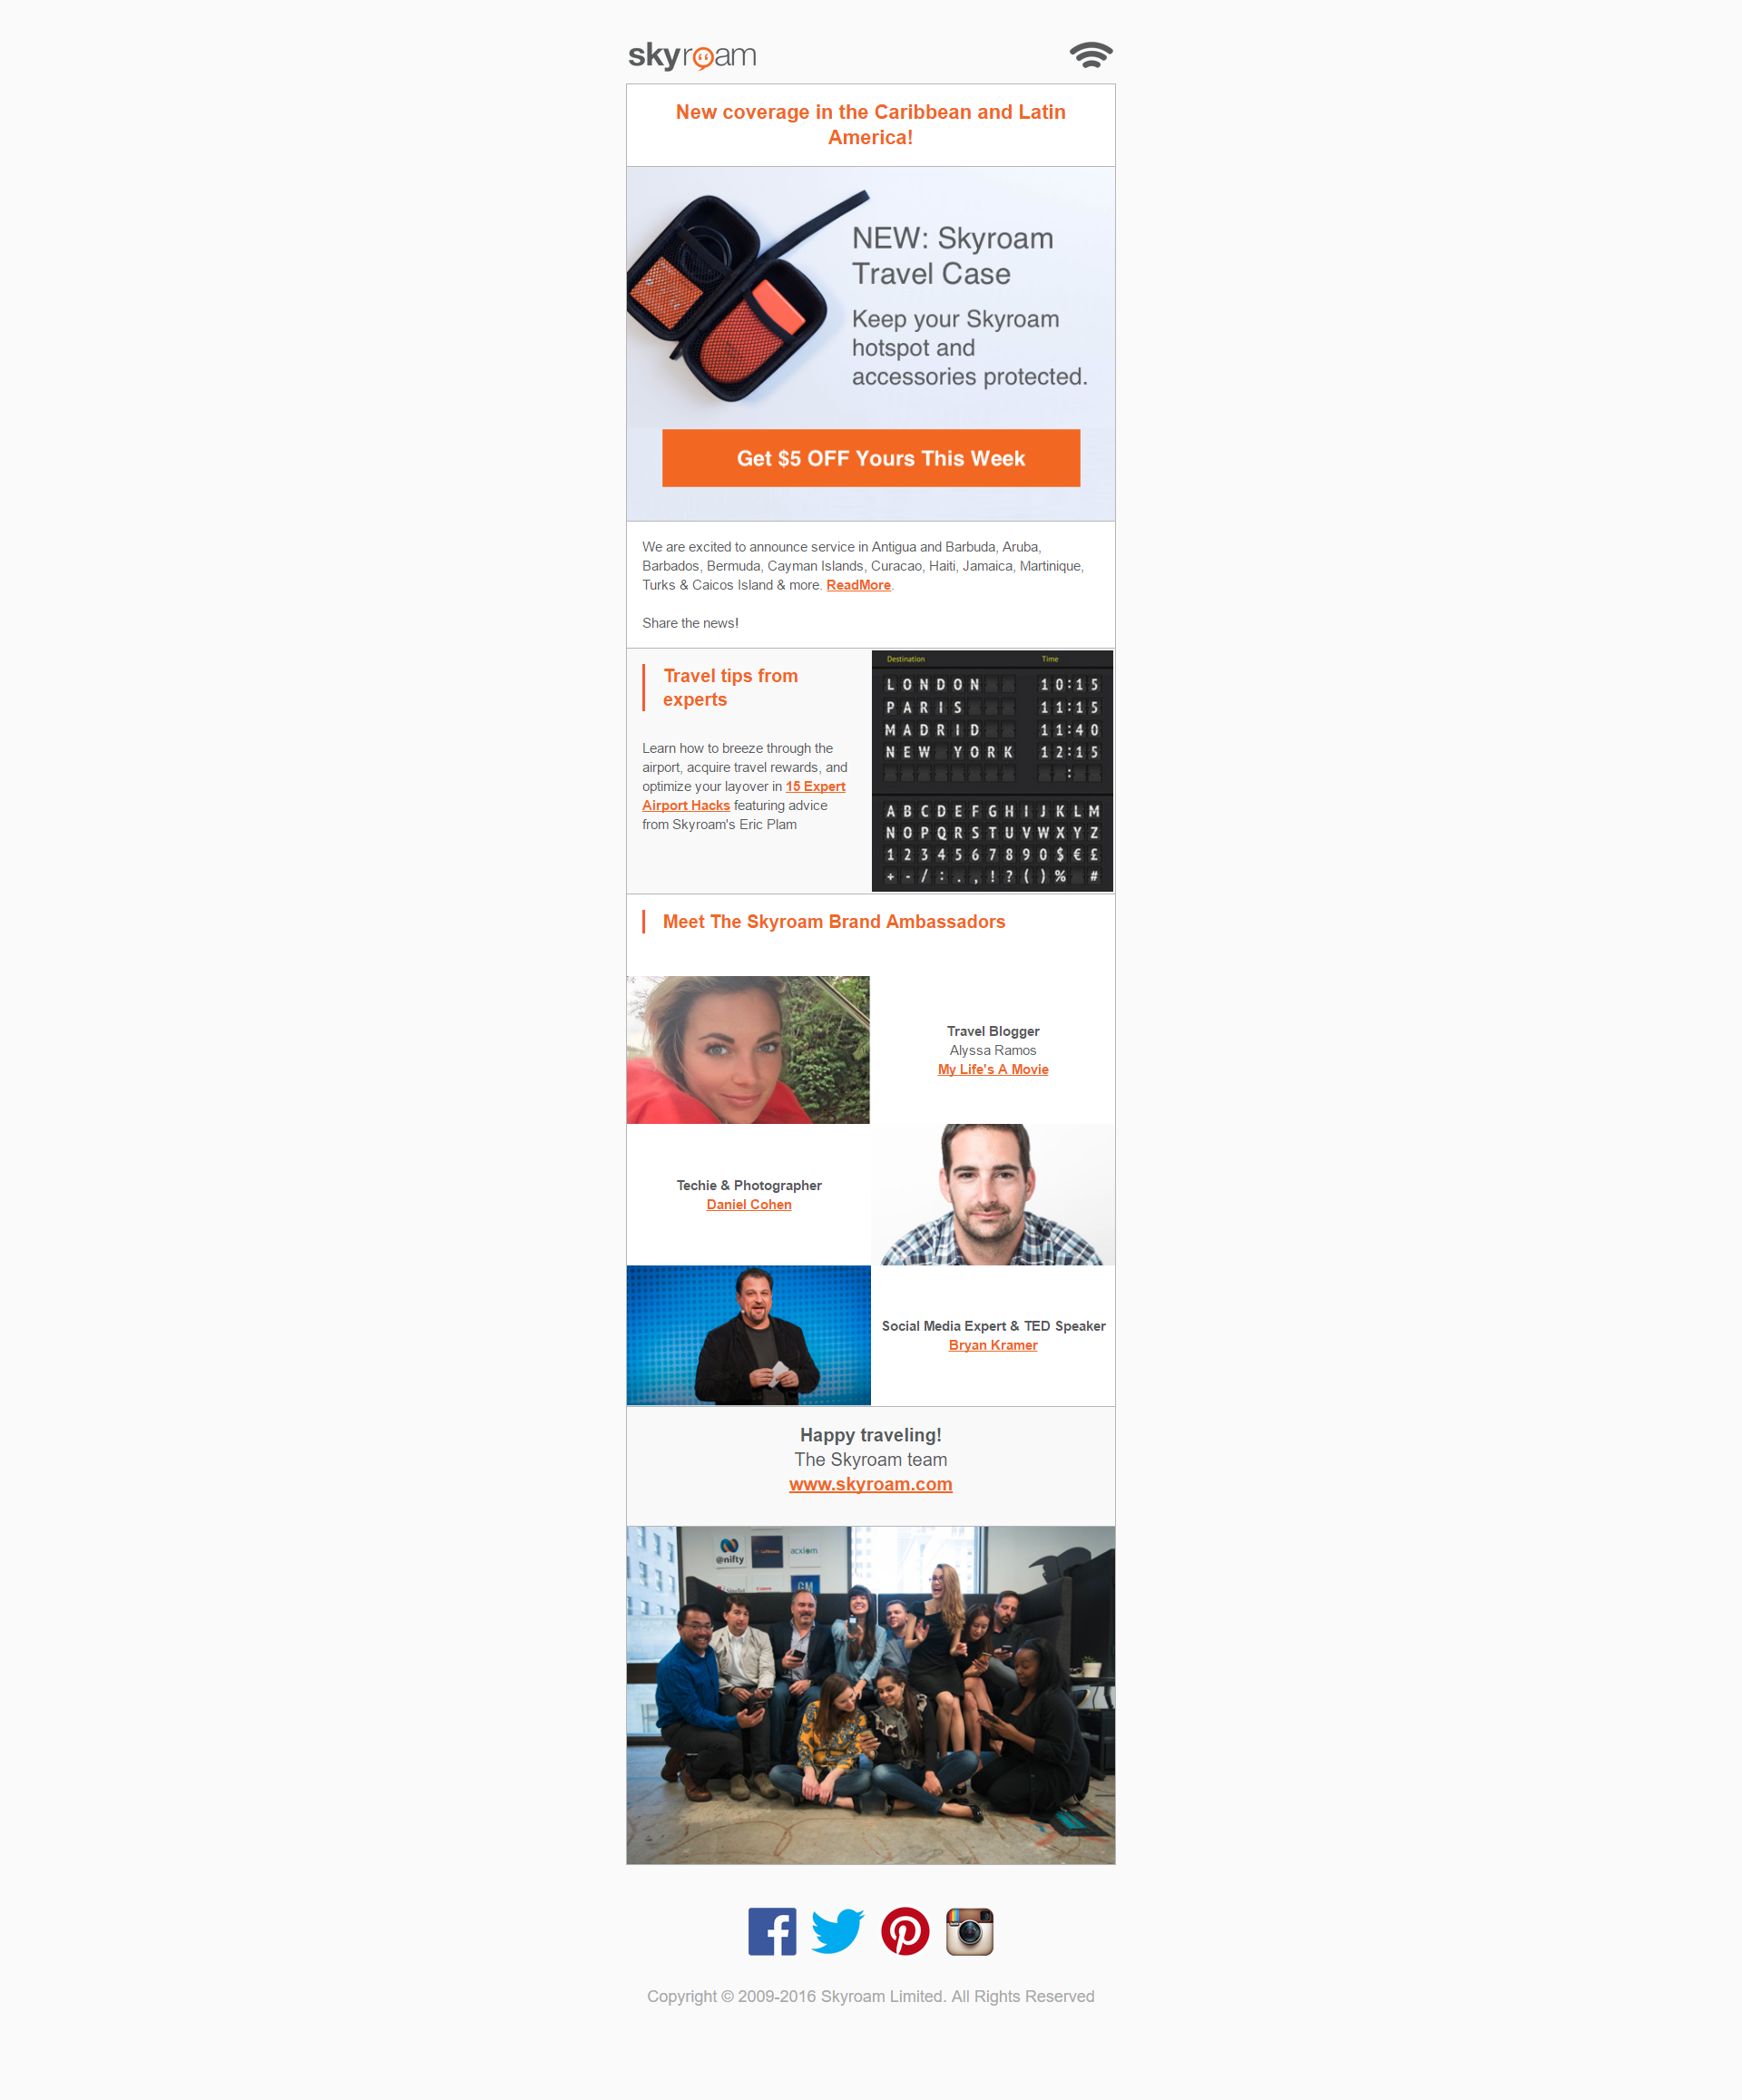 skyroam
New coverage in the Caribbean and Latin
America!
NEW: Skyroam
Travel Case
Keep your Skyroam
hotspot and
accessories protected.
Get $5 OFF Yours This Week
We are excited to announce service in Antigua and Barbuda, Aruba,
Barbados, Bermuda, Cayman Islands, Curacao, Haiti, Jamaica, Martinique,
Turks & Caicos Island & more. ReadMore.
Share the news!
Travel tips from
experts
Learn how to breeze through the
airport, acquire travel rewards, and
optimize your layover in 15 Expert
Airport Hacks featuring advice
from Skyroam's Eric Plam
Destination Time
LONDON 10:15
PARIS 11:15
MADRID 11:40
NEW YORK 12:15
:
ABCDEFGHIJKLM
NOPQRSTUVWXYZ
1234567890$€£
+-/:.,!?()% #
Meet The Skyroam Brand Ambassadors
Travel Blogger
Alyssa Ramos
My Life's A Movie
Techie & Photographer
Daniel Cohen
Social Media Expert & TED Speaker
Bryan Kramer
Happy traveling!
The Skyroam team
www.skyroam.com
@nifty
acxiom
GM
Copyright © 2009-2016 Skyroam Limited. All Rights Reserved